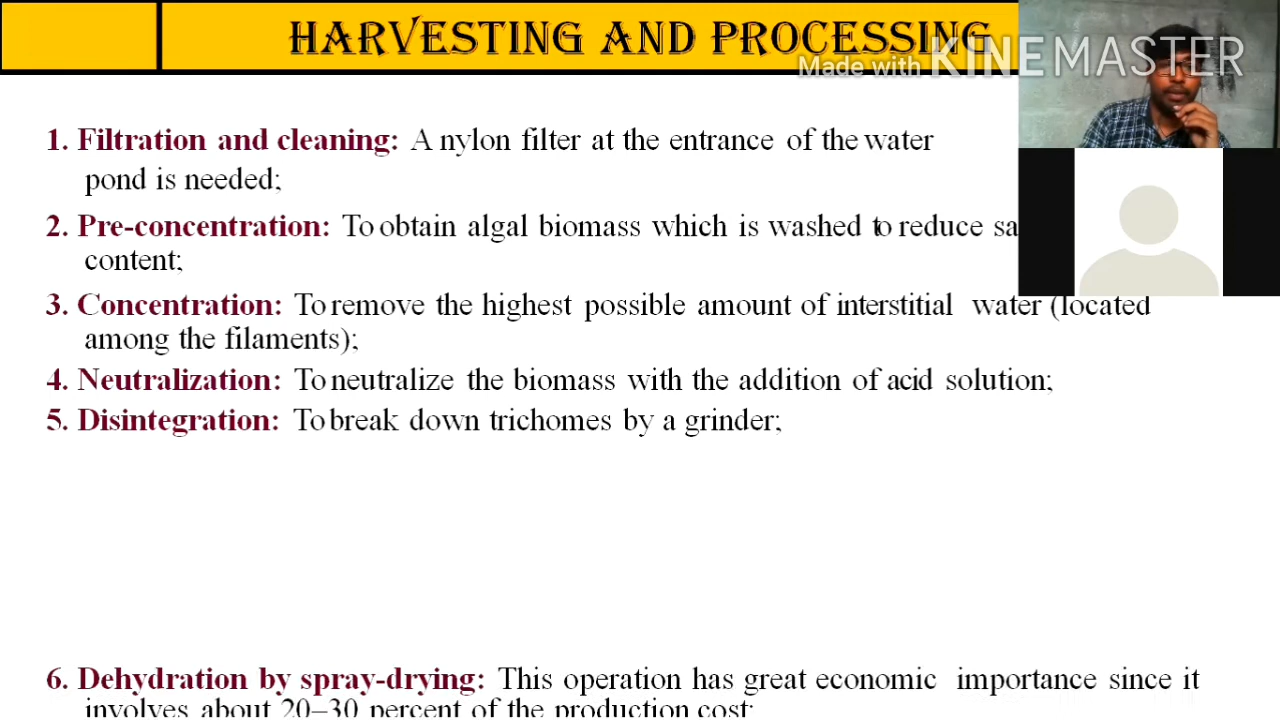 HARVESTING AND PROCESSING
Made with KINEMASTER
1. Filtration and cleaning: A nylon filter at the entrance of the water
pond is needed;
2. Pre-concentration: To obtain algal biomass which is washed to reduce
content;
3. Concentration: To remove the highest possible amount of interstitial water (located
among the filaments);
4. Neutralization: To neutralize the biomass with the addition of acid solution;
5. Disintegration: To break down trichomes by a grinder;
6. Dehydration by spray-drying: This operation has great economic importance since it
involves about 20–30 percent of the production cost;